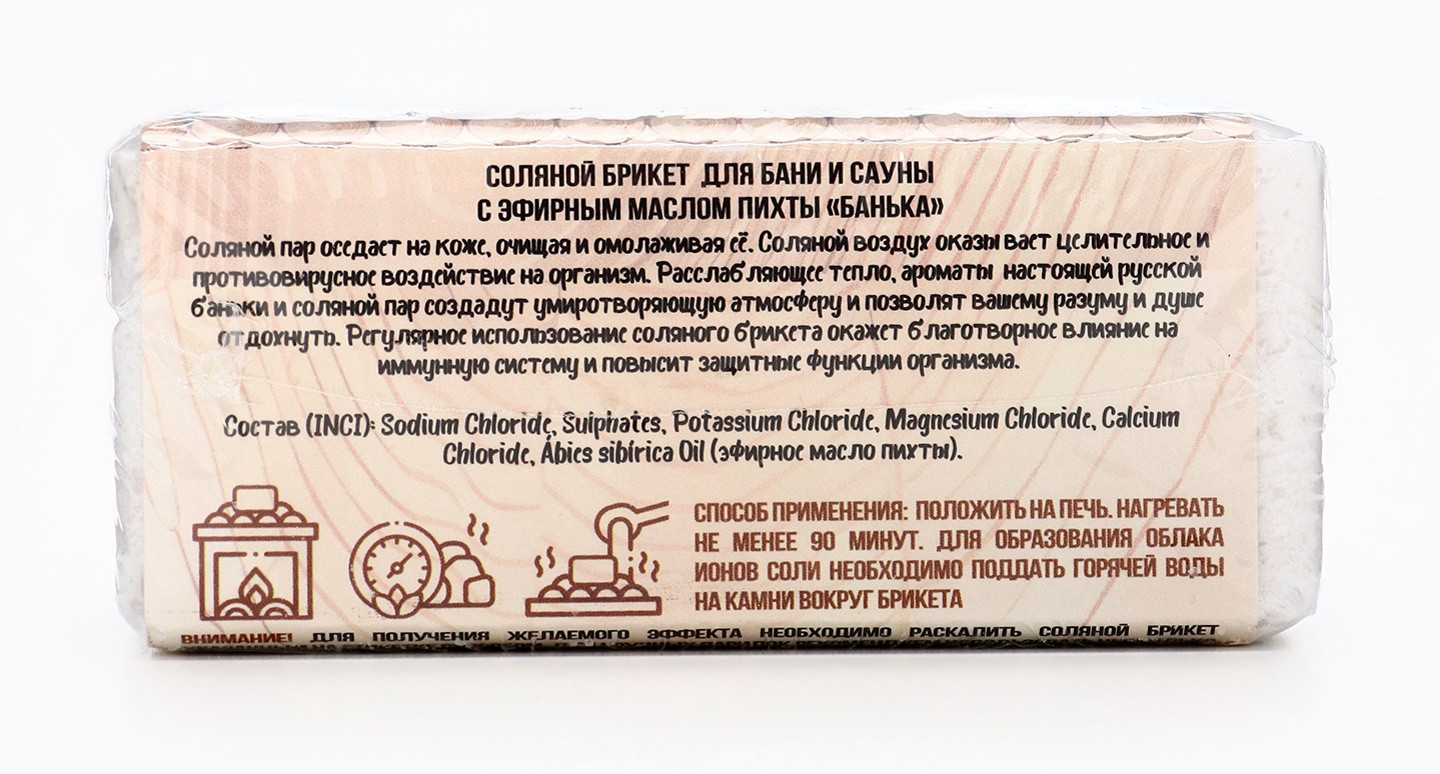 СОЛЯНОЙ БРИКЕТ ДЛЯ БАНИ И САУНЫ
С ЭФИРНЫМ МАСЛОМ ПИХТЫ «БАНЬКА»
Соляной пар оседает на коже, очищая и омолаживая её. Соляной воздух оказывает целительное и
противовирусное воздействие на организм. Расслабляющее тепло, ароматы настоящей русской
баньки и соляной пар создадут умиротворяющую атмосферу и позволят вашему разуму и душе
отдохнуть. Регулярное использование соляного брикета окажет благотворное влияние на
иммунную систему и повысит защитные функции организма.
Состав (INCI): Sodium Chloride, Sulphates, Potassium Chloride, Magnesium Chloride, Calcium
Chloride, Abies sibirica Oil (эфирное масло пихты).
СПОСОБ ПРИМЕНЕНИЯ: ПОЛОЖИТЬ НА ПЕЧЬ. НАГРЕВАТЬ
НЕ МЕНЕЕ 90 МИНУТ. ДЛЯ ОБРАЗОВАНИЯ ОБЛАКА
ИОНОВ СОЛИ НЕОБХОДИМО ПОДДАТЬ ГОРЯЧЕЙ ВОДЫ
НА КАМНИ ВОКРУГ БРИКЕТА
ВНИМАНИЕ! ДЛЯ ПОЛУЧЕНИЯ ЖЕЛАЕМОГО ЭФФЕКТА НЕОБХОДИМО РАСКАЛИТЬ СОЛЯНОЙ БРИКЕТ